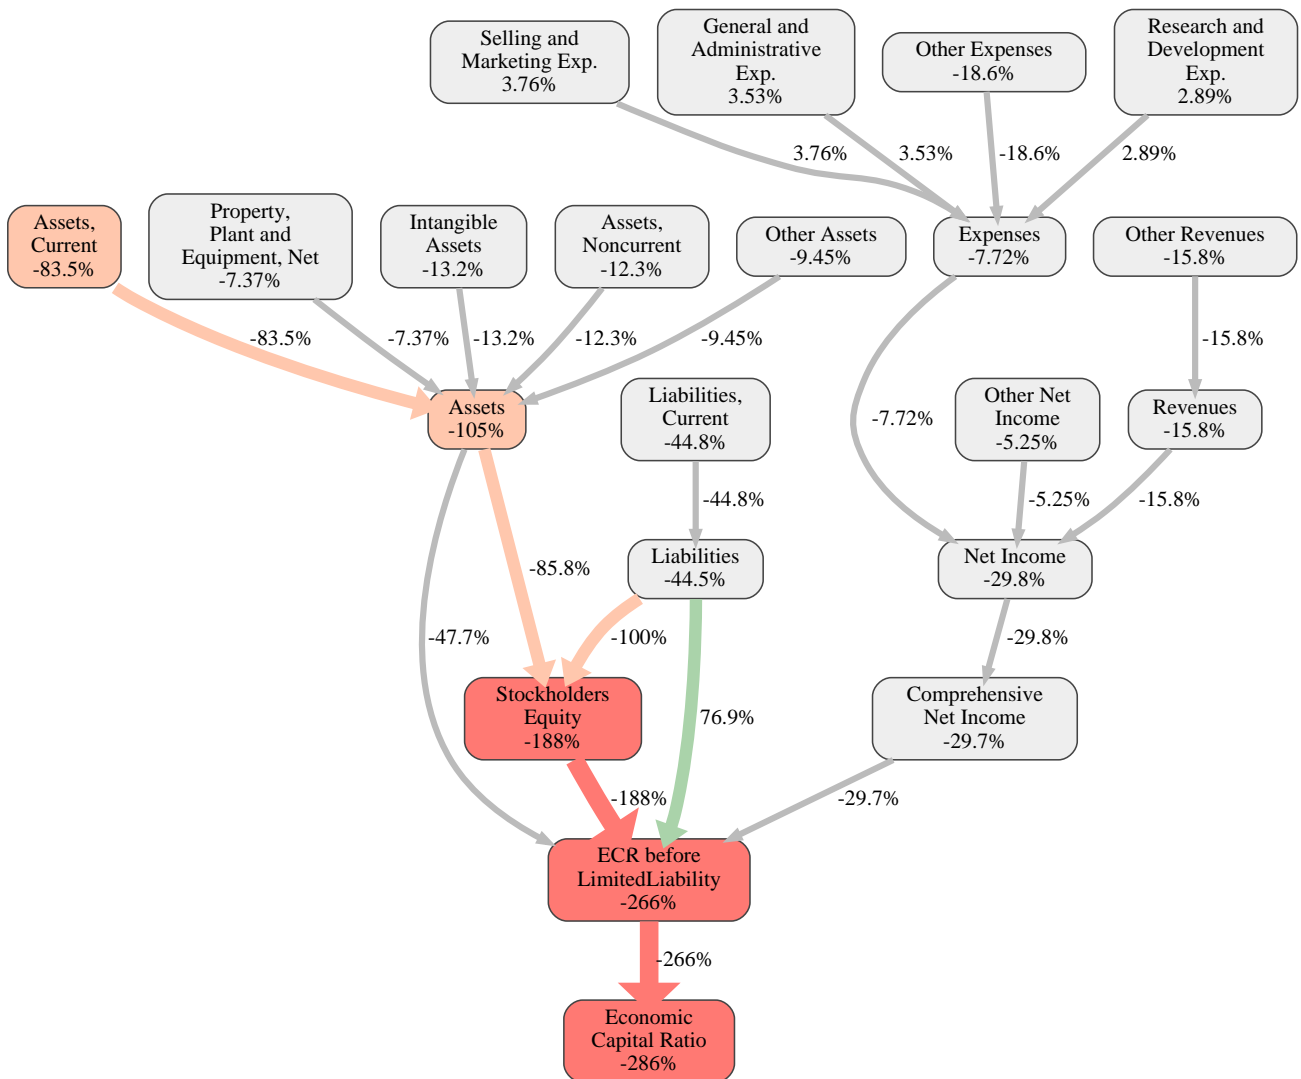 Selling and
Marketing Exp.
3.76%
General and
Administrative
Exp.
3.53%
Other Expenses
-18.6%
Research and
Development
Exp.
2.89%
3.76%
3.53%
-18.6%
2.89%
Assets,
Current
-83.5%
Property,
Plant and
Equipment, Net
-7.37%
Intangible
Assets
-13.2%
Assets,
Noncurrent
-12.3%
Other Assets
-9.45%
Expenses
-7.72%
Other Revenues
-15.8%
-83.5%
-7.37%
-13.2%
-12.3%
-9.45%
-15.8%
Assets
-105%
Liabilities,
Current
-44.8%
-7.72%
Other Net
Income
-5.25%
Revenues
-15.8%
-44.8%
-5.25%
-15.8%
-85.8%
Liabilities
-44.5%
Net Income
-29.8%
-47.7%
-100%
-29.8%
Stockholders
Equity
-188%
76.9%
Comprehensive
Net Income
-29.7%
-188%
-29.7%
ECR before
LimitedLiability
-266%
-266%
Economic
Capital Ratio
-286%